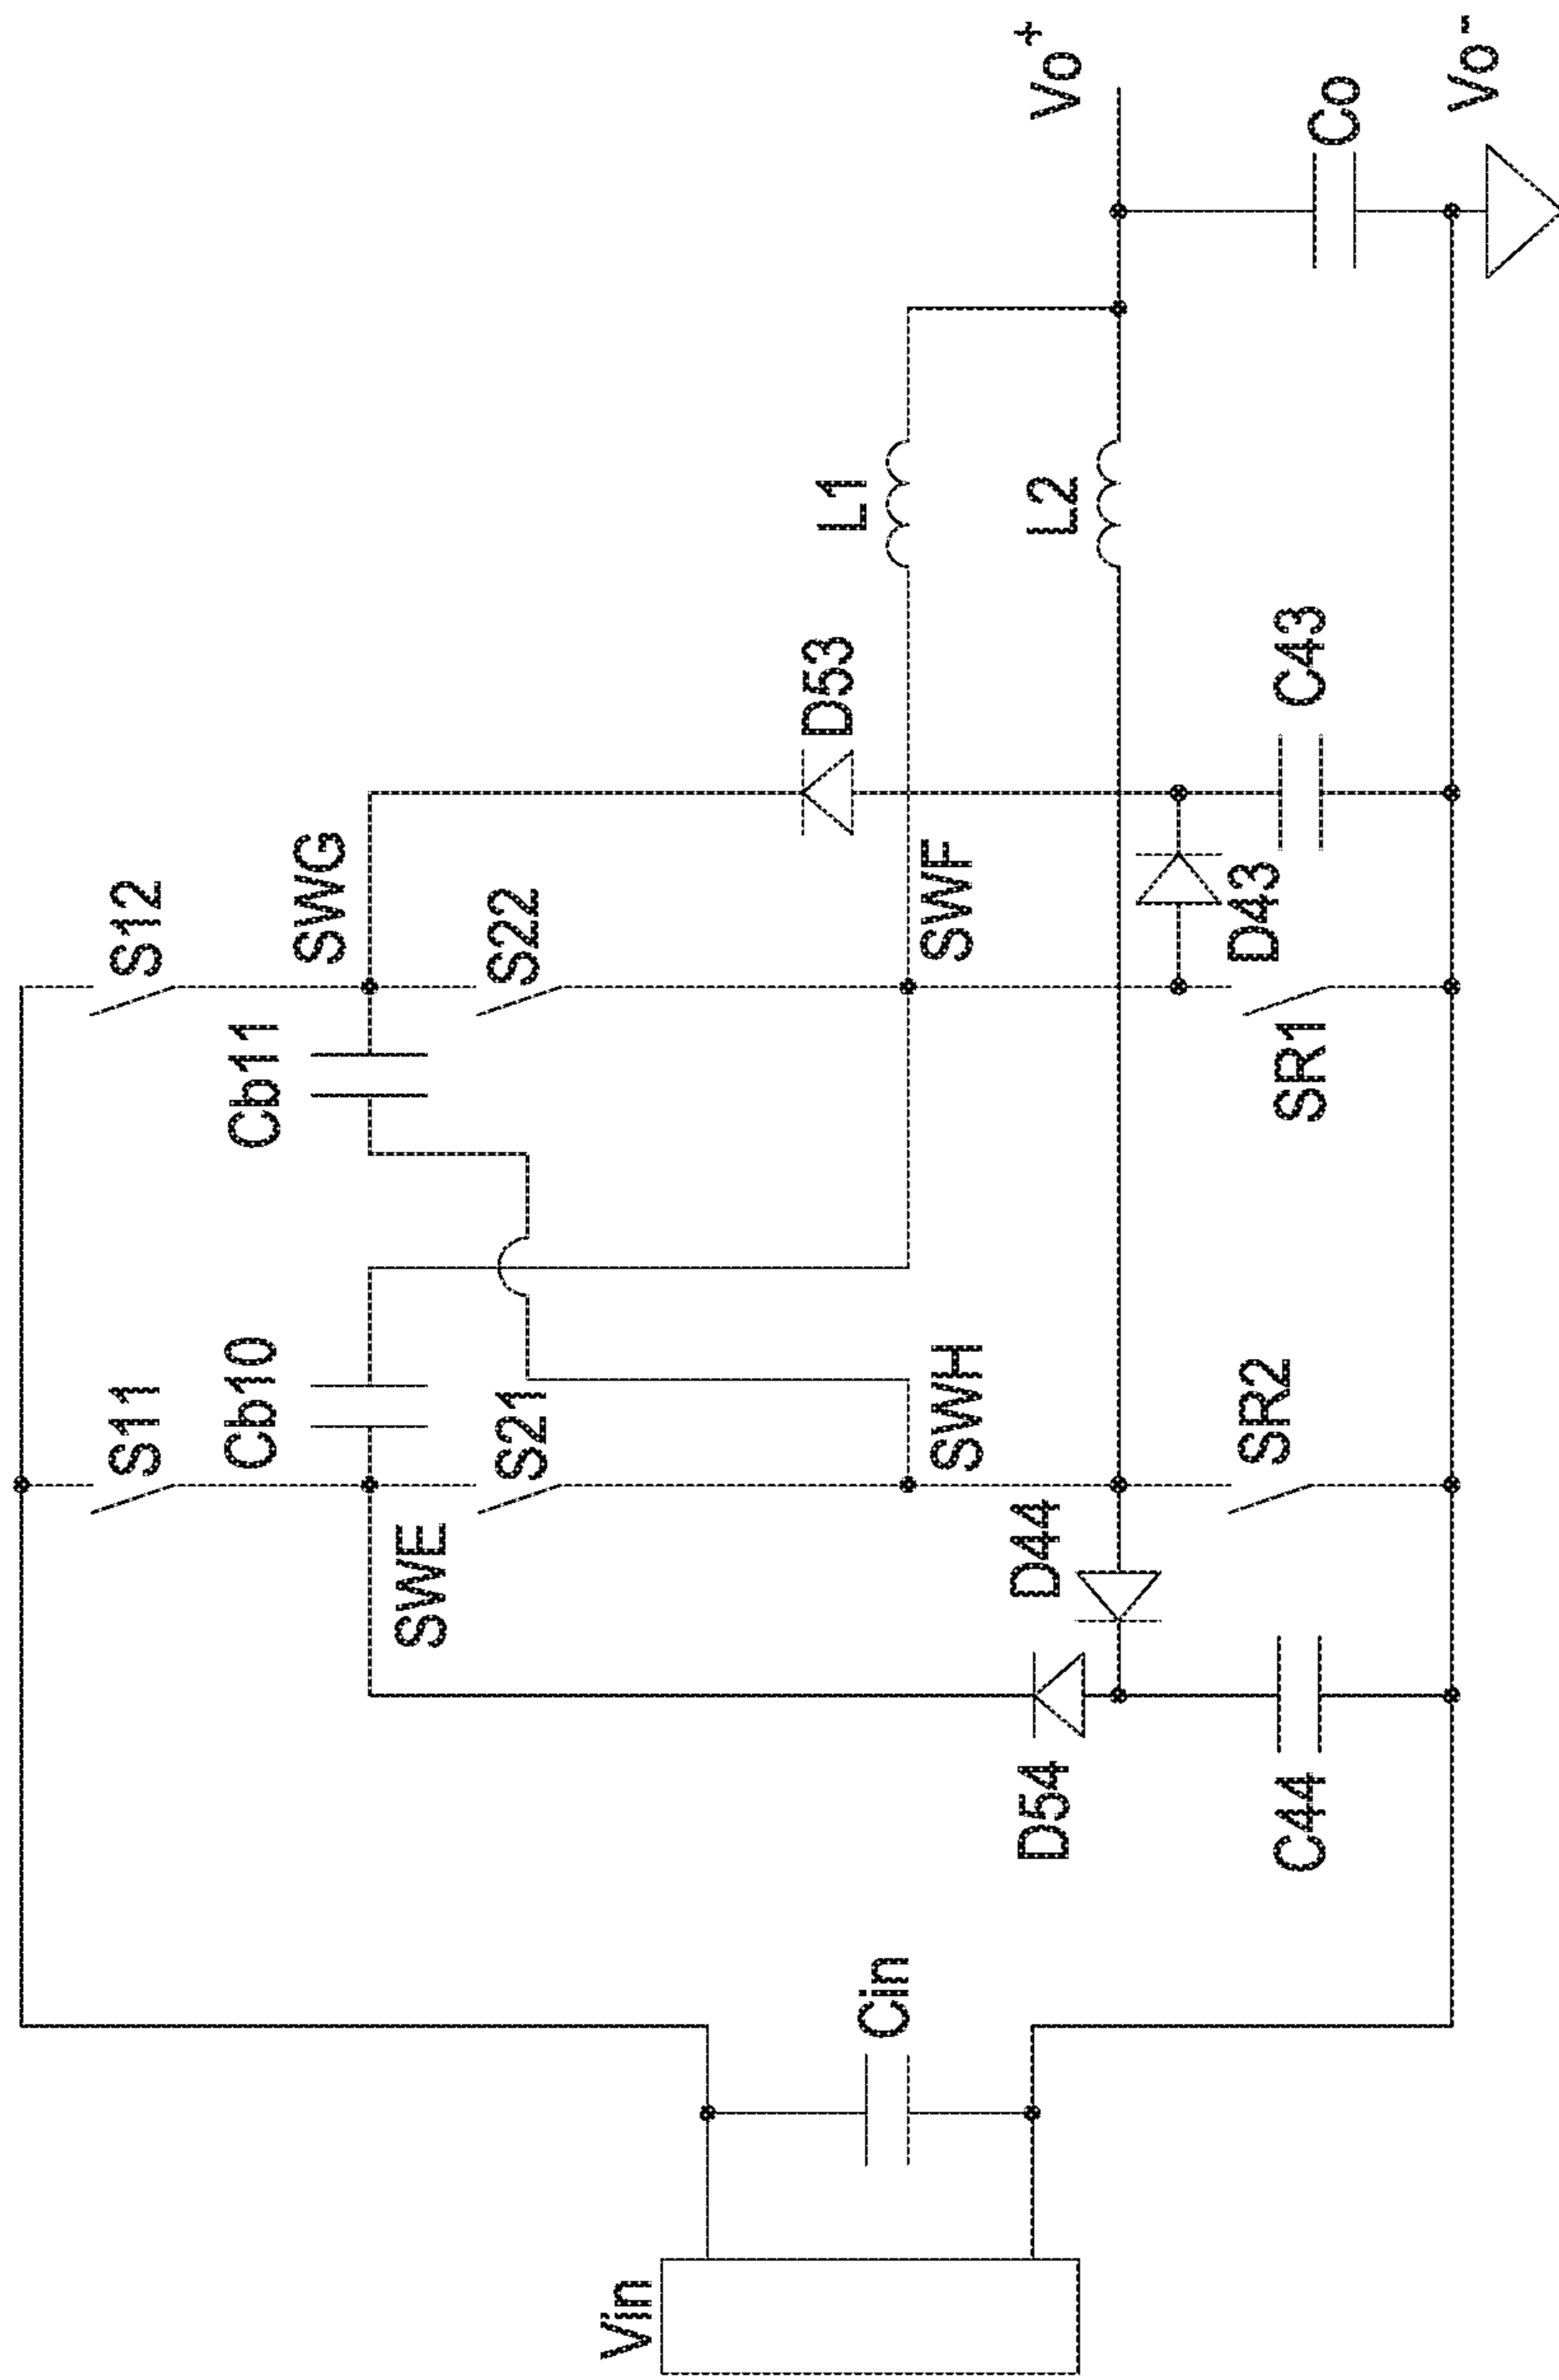 S11
S12
Cb10
Cb11
SWG
SWE
S21
S22
D53
L1
Vo+
SWH
SWF
L2
D44
D54
Vin
Cin
D43
SR2
SR1
C44
C43
Co
Vo-